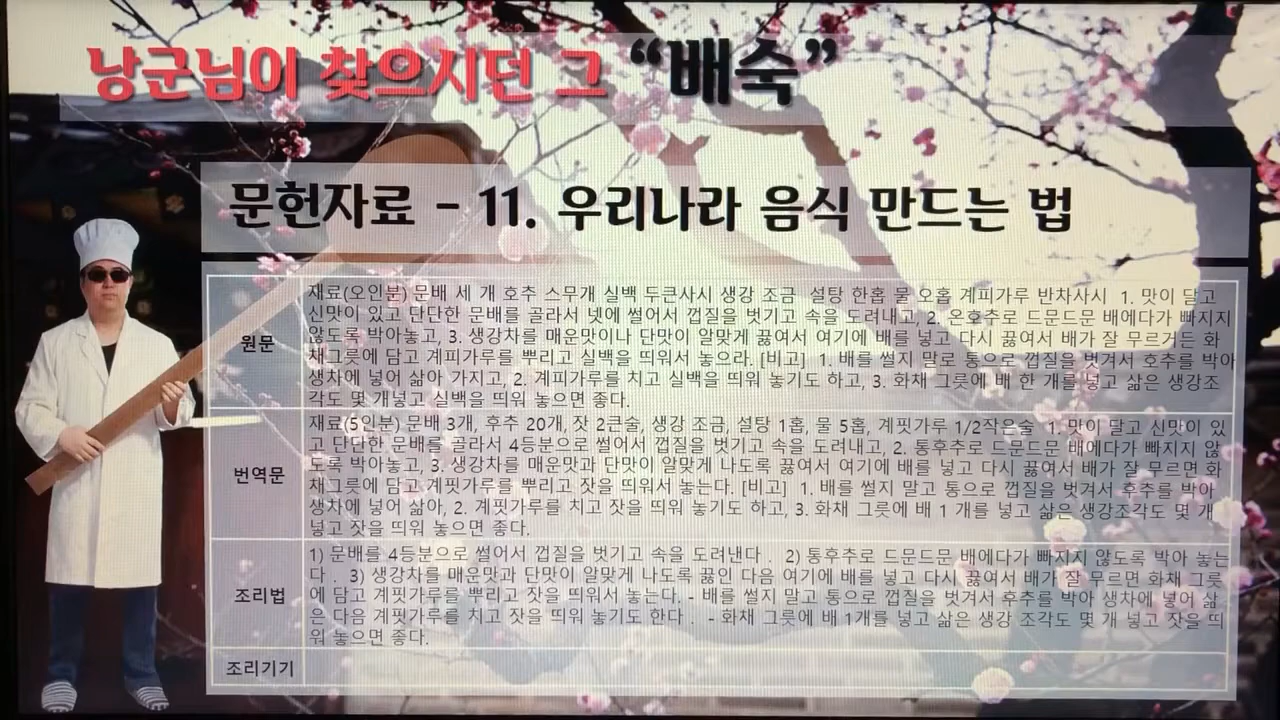 낭군님이 찾으시던 그 “배숙”
문헌자료 - 11. 우리나라 음식 만드는 법
원문
재료(오인분) 문배 세 개 호추 스무개 실백 두큰사시 생강 조금 설탕 한홉 물 오홉 계피가루 반차사시 1. 맛이 달고
신맛이 있고 단단한 문배를 골라서 넷에 썰어서 껍질을 벗기고 속을 도려내고, 2. 온호추로 드문드문 배에다가 빠지지
않도록 박아놓고, 3. 생강차를 매운맛이나 단맛이 알맞게 끓여서 여기에 배를 넣고 다시 끓여서 배가 잘 무르거든 화
채그릇에 담고 계피가루를 뿌리고 실백을 띄워서 놓으라. [비고] 1. 배를 썰지 말로 통으로 껍질을 벗겨서 호추를 박아
생차에 넣어 삶아 가지고, 2. 계피가루를 치고 실백을 띄워 놓기도 하고, 3. 화채 그릇에 배 한 개를 넣고 삶은 생강조
각도 몇 개넣고 실백을 띄워 놓으면 좋다.
번역문
재료(5인분) 문배 3개, 후추 20개, 잣 2큰술, 생강 조금, 설탕 1홉, 물 5홉, 계핏가루 1/2작은술 1. 맛이 달고 신맛이 있
고 단단한 문배를 골라서 4등분으로 썰어서 껍질을 벗기고 속을 도려내고, 2. 통후추로 드문드문 배에다가 빠지지 않
도록 박아놓고, 3. 생강차를 매운맛과 단맛이 알맞게 나도록 끓여서 여기에 배를 넣고 다시 끓여서 배가 잘 무르면 화
채그릇에 담고 계핏가루를 뿌리고 잣을 띄워서 놓는다. [비고] 1. 배를 썰지 말고 통으로 껍질을 벗겨서 후추를 박아
생차에 넣어 삶아, 2. 계핏가루를 치고 잣을 띄워 놓기도 하고, 3. 화채 그릇에 배 1 개를 넣고 삶은 생강조각도 몇 개
넣고 잣을 띄워 놓으면 좋다.
조리법
1) 문배를 4등분으로 썰어서 껍질을 벗기고 속을 도려낸다 . 2) 통후추로 드문드문 배에다가 빠지지 않도록 박아 놓는
다 . 3) 생강차를 매운맛과 단맛이 알맞게 나도록 끓인 다음 여기에 배를 넣고 다시 끓여서 배가 잘 무르면 화채 그릇
에 담고 계핏가루를 뿌리고 잣을 띄워서 놓는다. - 배를 썰지 말고 통으로 껍질을 벗겨서 후추를 박아 생차에 넣어 삶
은 다음 계핏가루를 치고 잣을 띄워 놓기도 한다 . - 화채 그릇에 배 1개를 넣고 삶은 생강 조각도 몇 개 넣고 잣을 띄
워 놓으면 좋다.
조리기기